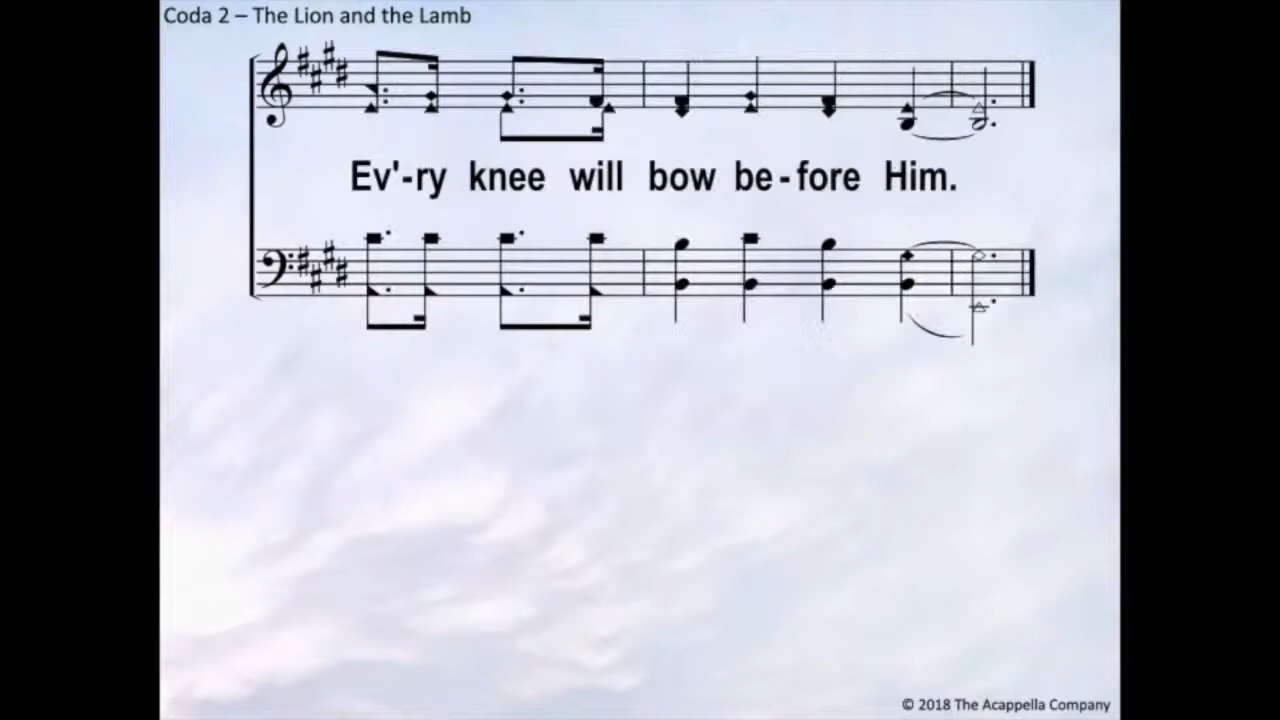 Coda 2 – The Lion and the Lamb
Ev'-ry knee will bow be-fore Him.
© 2018 The Acappella Company